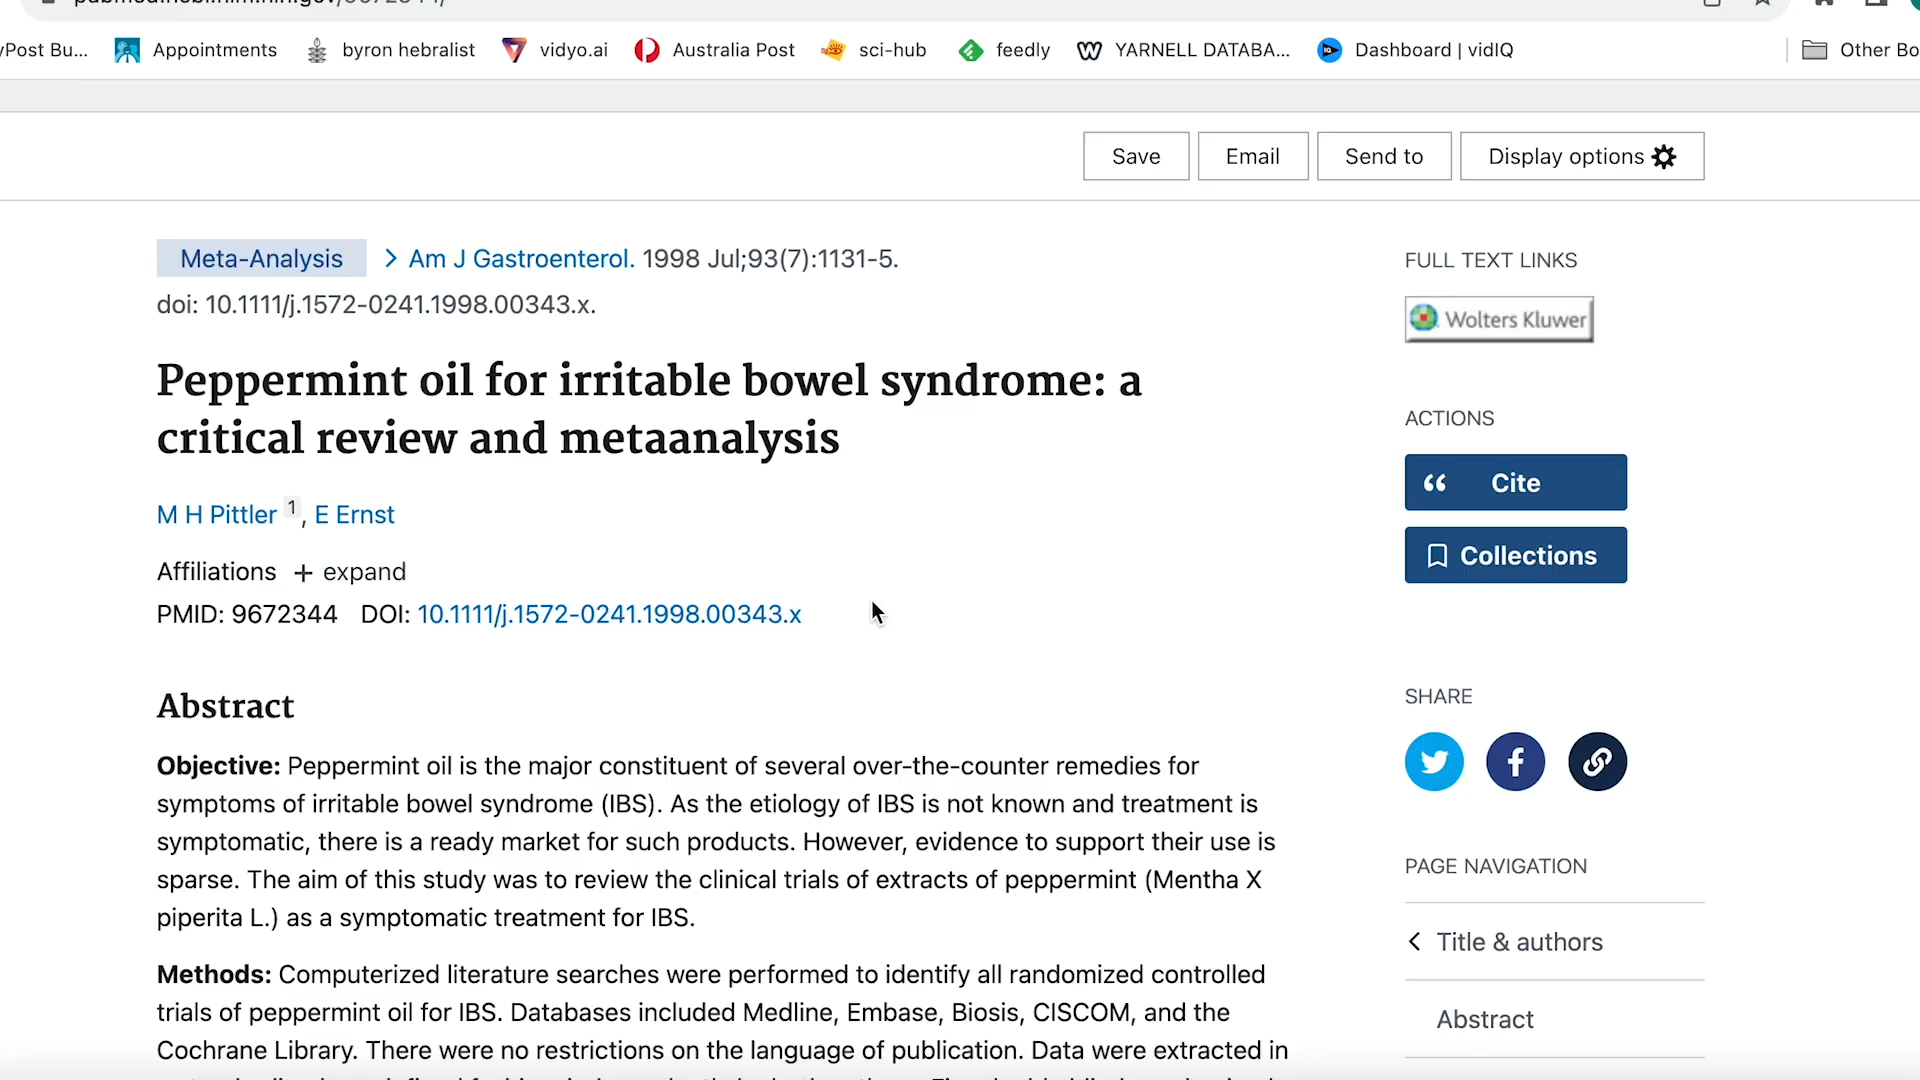 yPost Bu... Appointments byron hebralist vidyo.ai Australia Post sci-hub feedly YARNELL DATABA... Dashboard | vidIQ Other Bo
Save Email Send to Display options
Meta-Analysis > Am J Gastroenterol. 1998 Jul;93(7):1131-5.
doi: 10.1111/j.1572-0241.1998.00343.x.
Peppermint oil for irritable bowel syndrome: a
critical review and metaanalysis
M H Pittler 1, E Ernst
Affiliations + expand
PMID: 9672344 DOI: 10.1111/j.1572-0241.1998.00343.x
Abstract
Objective: Peppermint oil is the major constituent of several over-the-counter remedies for
symptoms of irritable bowel syndrome (IBS). As the etiology of IBS is not known and treatment is
symptomatic, there is a ready market for such products. However, evidence to support their use is
sparse. The aim of this study was to review the clinical trials of extracts of peppermint (Mentha X
piperita L.) as a symptomatic treatment for IBS.
Methods: Computerized literature searches were performed to identify all randomized controlled
trials of peppermint oil for IBS. Databases included Medline, Embase, Biosis, CISCOM, and the
Cochrane Library. There were no restrictions on the language of publication. Data were extracted in
FULL TEXT LINKS
Wolters Kluwer
ACTIONS
Cite
Collections
SHARE
PAGE NAVIGATION
Title & authors
Abstract